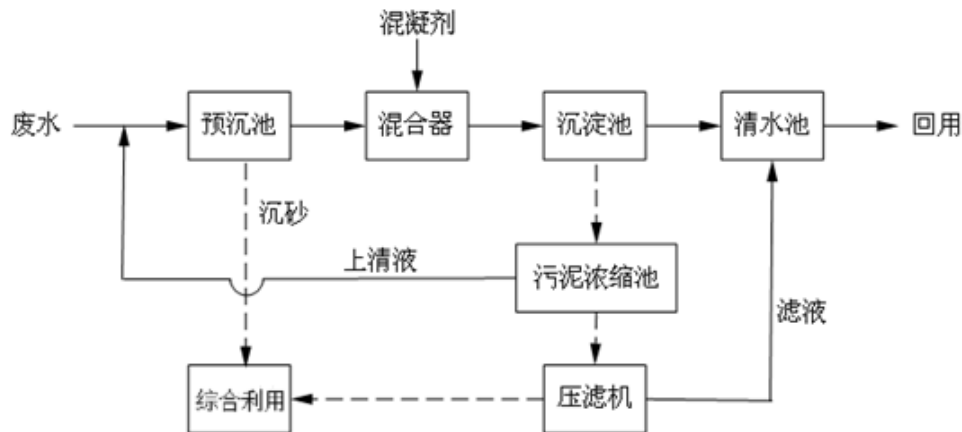 混凝剂
废水
预沉池
混合器
沉淀池
清水池
回用
沉砂
上清液
污泥浓缩池
滤液
综合利用
压滤机